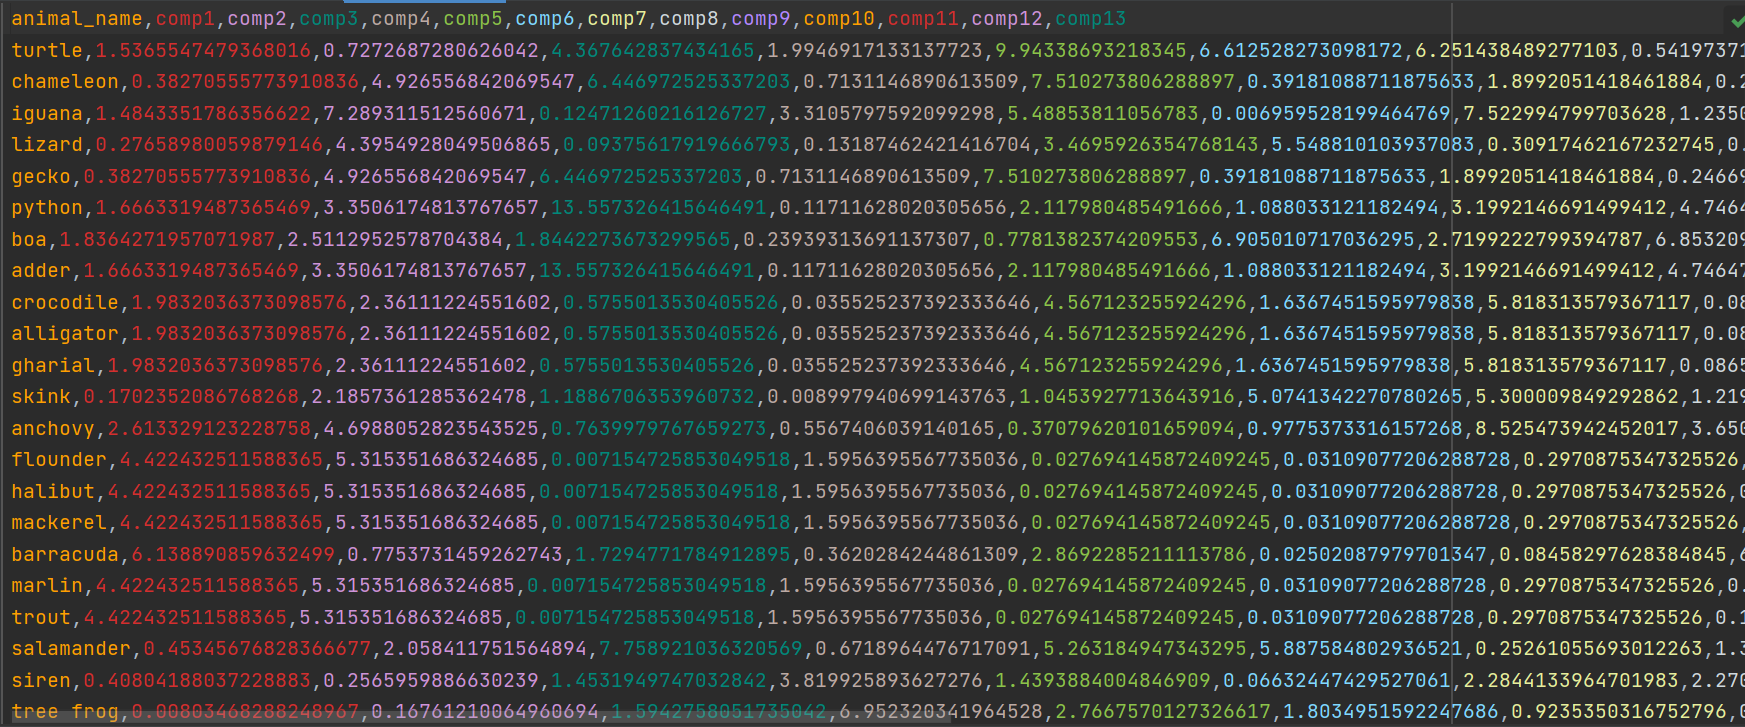 animal_name,comp1,comp2,comp3,comp4,comp5,comp6,comp7,comp8,comp9,comp10,comp11,comp12,comp13
turtle,1.5365547479368016,0.7272687280626042,4.367642837434165,1.9946917133137723,9.94338693218345,6.612528273098172,6.251438489277103,0.54197371
chameleon,0.38270555773910836,4.926556842069547,6.446972525337203,0.7131146890613509,7.510273806288897,0.39181088711875633,1.8992051418461884,0.2
iguana,1.4843351786356622,7.289311512560671,0.12471260216126727,3.3105797592099298,5.48853811056783,0.006959528199464769,7.522994799703628,1.2350
lizard,0.27658980059879146,4.3954928049506865,0.09375617919666793,0.13187462421416704,3.4695926354768143,5.548810103937083,0.30917462167232745,0.
gecko,0.38270555773910836,4.926556842069547,6.446972525337203,0.7131146890613509,7.510273806288897,0.39181088711875633,1.8992051418461884,0.24669
python,1.6663319487365469,3.3506174813767657,13.557326415646491,0.11711628020305656,2.117980485491666,1.088033121182494,3.1992146691499412,4.7464
boa,1.8364271957071987,2.5112952578704384,1.8442273673299565,0.23939313691137307,0.7781382374209553,6.905010717036295,2.7199222799394787,6.853209
adder,1.6663319487365469,3.3506174813767657,13.557326415646491,0.11711628020305656,2.117980485491666,1.088033121182494,3.1992146691499412,4.74647
crocodile,1.9832036373098576,2.36111224551602,0.5755013530405526,0.035525237392333646,4.567123255924296,1.6367451595979838,5.818313579367117,0.08
alligator,1.9832036373098576,2.36111224551602,0.5755013530405526,0.035525237392333646,4.567123255924296,1.6367451595979838,5.818313579367117,0.08
gharial,1.9832036373098576,2.36111224551602,0.5755013530405526,0.035525237392333646,4.567123255924296,1.6367451595979838,5.818313579367117,0.0865
skink,0.1702352086768268,2.1857361285362478,1.1886706353960732,0.008997940699143763,1.0453927713643916,5.0741342270780265,5.300009849292862,1.219
anchovy,2.613329123228758,4.6988052823543525,0.7639979767659273,0.5567406039140165,0.37079620101659094,0.9775373316157268,8.525473942452017,3.650
flounder,4.422432511588365,5.315351686324685,0.007154725853049518,1.5956395567735036,0.027694145872409245,0.03109077206288728,0.2970875347325526,
halibut,4.422432511588365,5.315351686324685,0.007154725853049518,1.5956395567735036,0.027694145872409245,0.03109077206288728,0.2970875347325526,0
mackerel,4.422432511588365,5.315351686324685,0.007154725853049518,1.5956395567735036,0.027694145872409245,0.03109077206288728,0.2970875347325526,
barracuda,6.138890859632499,0.7753731459262743,1.7294771784912895,0.3620284244861309,2.8692285211113786,0.02502087979701347,0.08458297628384845,6
marlin,4.422432511588365,5.315351686324685,0.007154725853049518,1.5956395567735036,0.027694145872409245,0.03109077206288728,0.2970875347325526,0.
trout,4.422432511588365,5.315351686324685,0.007154725853049518,1.5956395567735036,0.027694145872409245,0.03109077206288728,0.2970875347325526,0.1
salamander,0.45345676828366677,2.058411751564894,7.758921036320569,0.6718964476717091,5.263184947343295,5.887584802936521,0.25261055693012263,1.3
siren,0.40804188037228883,0.2565959886630239,1.4531949747032842,3.819925893627276,1.4393884004846909,0.06632447429527061,2.2844133964701983,2.270
tree frog,0.00803468288248967,0.16761210064960694,1.5942758051735042,6.952320341964528,2.7667570127326617,1.8034951592247686,0.9235350316752796,0